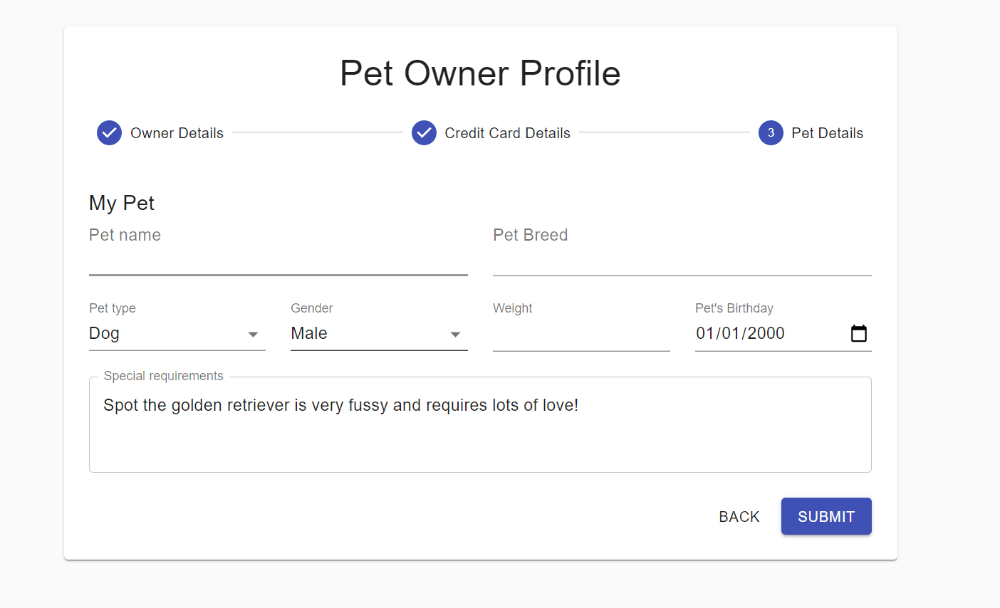 Pet Owner Profile
Owner Details
Credit Card Details
3 Pet Details
My Pet
Pet name
Pet Breed
Pet type
Gender
Weight
Pet's Birthday
Dog
Male
01/01/2000
Special requirements
Spot the golden retriever is very fussy and requires lots of love!
BACK
SUBMIT